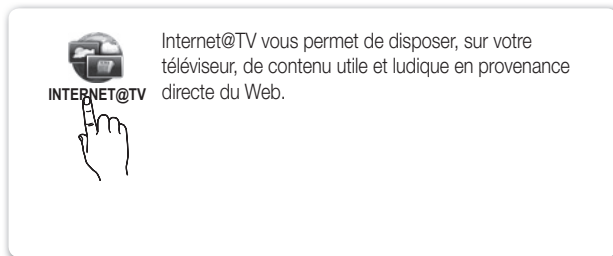 Internet@TV vous permet de disposer, sur votre
téléviseur, de contenu utile et ludique en provenance
directe du Web.
INTERNET@TV